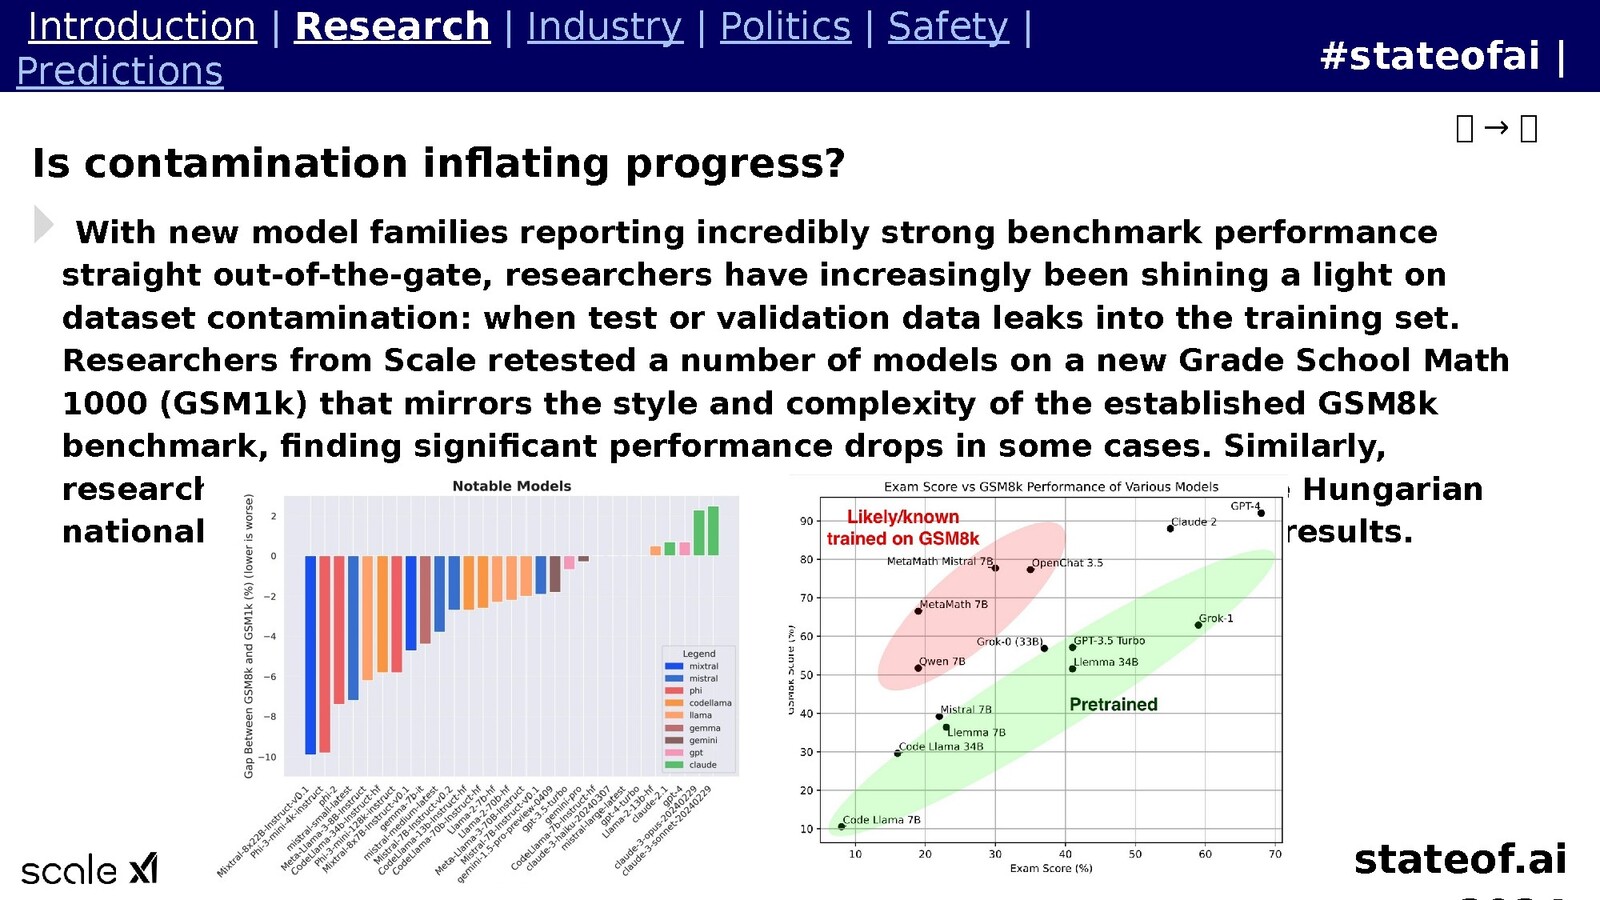 Introduction | Research | Industry | Politics | Safety |
Predictions
#stateofai |
→
Is contamination inflating progress?
With new model families reporting incredibly strong benchmark performance
straight out-of-the-gate, researchers have increasingly been shining a light on
dataset contamination: when test or validation data leaks into the training set.
Researchers from Scale retested a number of models on a new Grade School Math
1000 (GSM1k) that mirrors the style and complexity of the established GSM8k
benchmark, finding significant performance drops in some cases. Similarly,
Hungarian
national
results.
Notable Models
Gap Between GSM8k and GSM1k (%) (lower is worse)
2
0
−2
−4
−6
−8
−10
Legend
mixtral
mistral
phi
codellama
llama
gemma
gemini
gpt
claude
Mixtral-8x22B-Instruct-v0.1
phi-2
Phi-3-mini-4k-instruct
mistral-small-latest
Meta-Llama-3-8B-Instruct
CodeLlama-34b-Instruct-hf
Phi-3-mini-128k-instruct
Mixtral-8x7B-Instruct-v0.1
gemma-7b-it
mistral-medium-latest
Mistral-7B-Instruct-v0.2
CodeLlama-13b-Instruct-hf
CodeLlama-70b-Instruct-hf
Llama-2-7b-hf
Llama-2-70b-hf
Meta-Llama-3-70B-Instruct
Mistral-7B-Instruct-v0.1
gemini-1.5-pro-preview-0409
gpt-3.5-turbo
gemini-pro
CodeLlama-7b-Instruct-hf
claude-3-haiku-20240307
mistral-large-latest
gpt-4-turbo
Llama-2-13b-hf
claude-2.1
gpt-4
claude-3-opus-20240229
claude-3-sonnet-20240229
Exam Score vs GSM8k Performance of Various Models
Likely/known
trained on GSM8k
GPT-4
Claude 2
MetaMath Mistral 7B
OpenChat 3.5
MetaMath 7B
Grok-1
Grok-0 (33B)
GPT-3.5 Turbo
Qwen 7B
Llemma 34B
Pretrained
Mistral 7B
Llemma 7B
Code Llama 34B
Code Llama 7B
GSM8k Score (%)
90
80
70
60
50
40
30
20
10
10
20
30
40
50
60
70
Exam Score (%)
scale
xI
stateof.ai